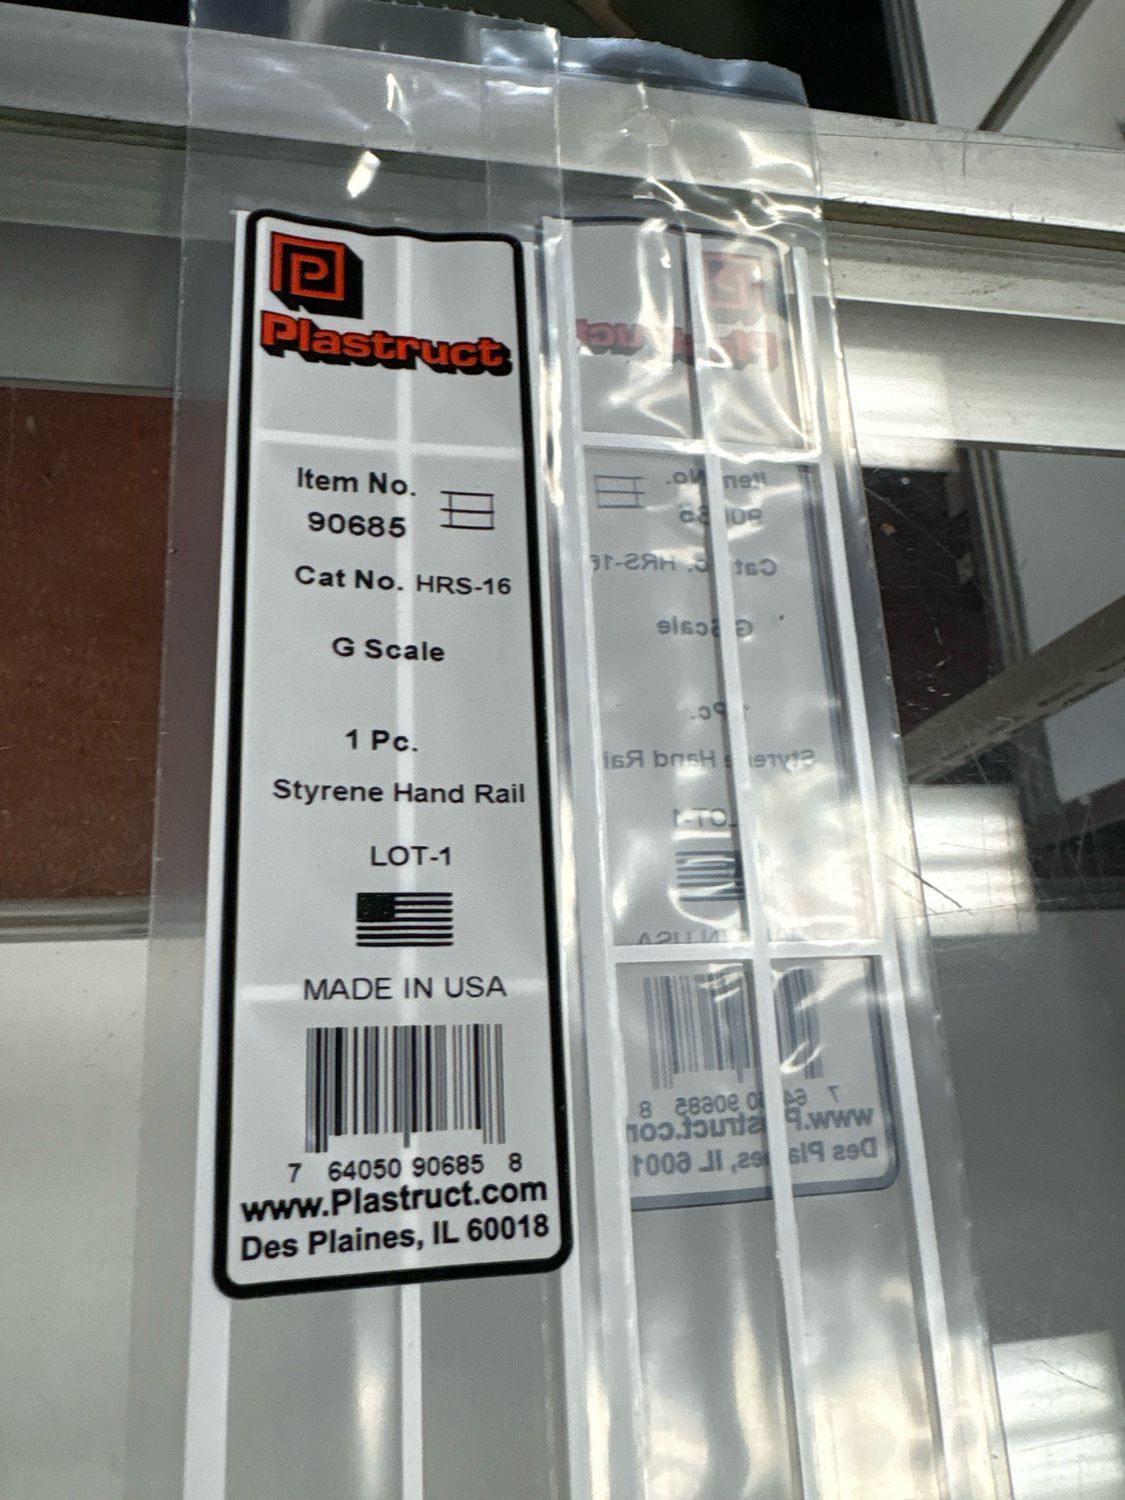 P
Plastruct
Item No.
90685
Cat No. HRS-16
G Scale
1 Pc.
Styrene Hand Rail
LOT-1
MADE IN USA
7 64050 90685 8
www.Plastruct.com
Des Plaines, IL 60018